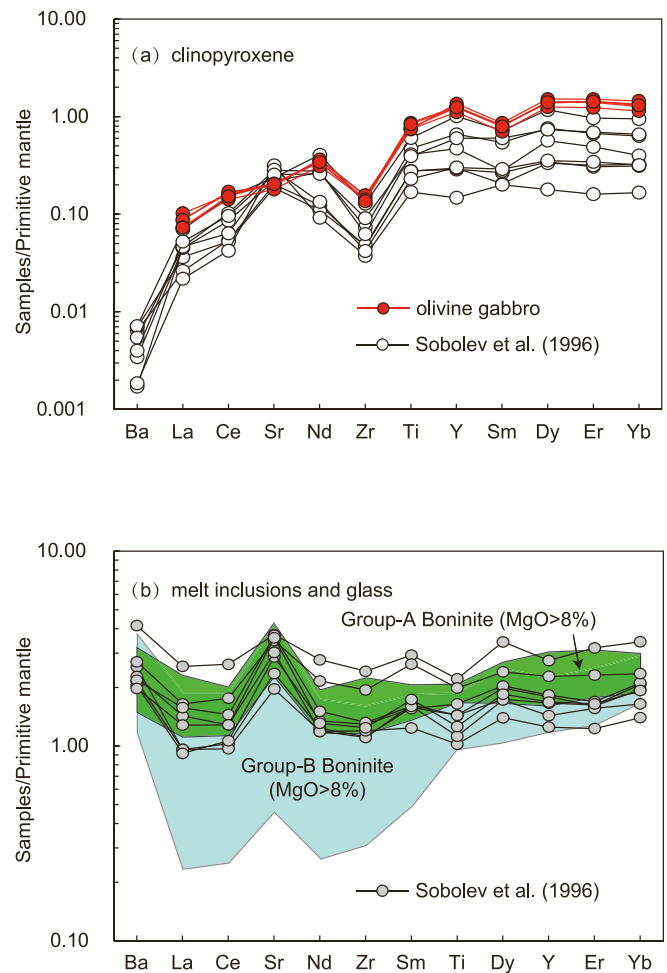 10.00
(a) clinopyroxene
1.00
0.10
0.01
0.001
Samples/Primitive mantle
olivine gabbro
Sobolev et al. (1996)
Ba La Ce Sr Nd Zr Ti Y Sm Dy Er Yb
10.00
(b) melt inclusions and glass
Group-A Boninite (MgO>8%)
1.00
Group-B Boninite
(MgO>8%)
Samples/Primitive mantle
Sobolev et al. (1996)
0.10
Ba La Ce Sr Nd Zr Sm Ti Dy Y Er Yb